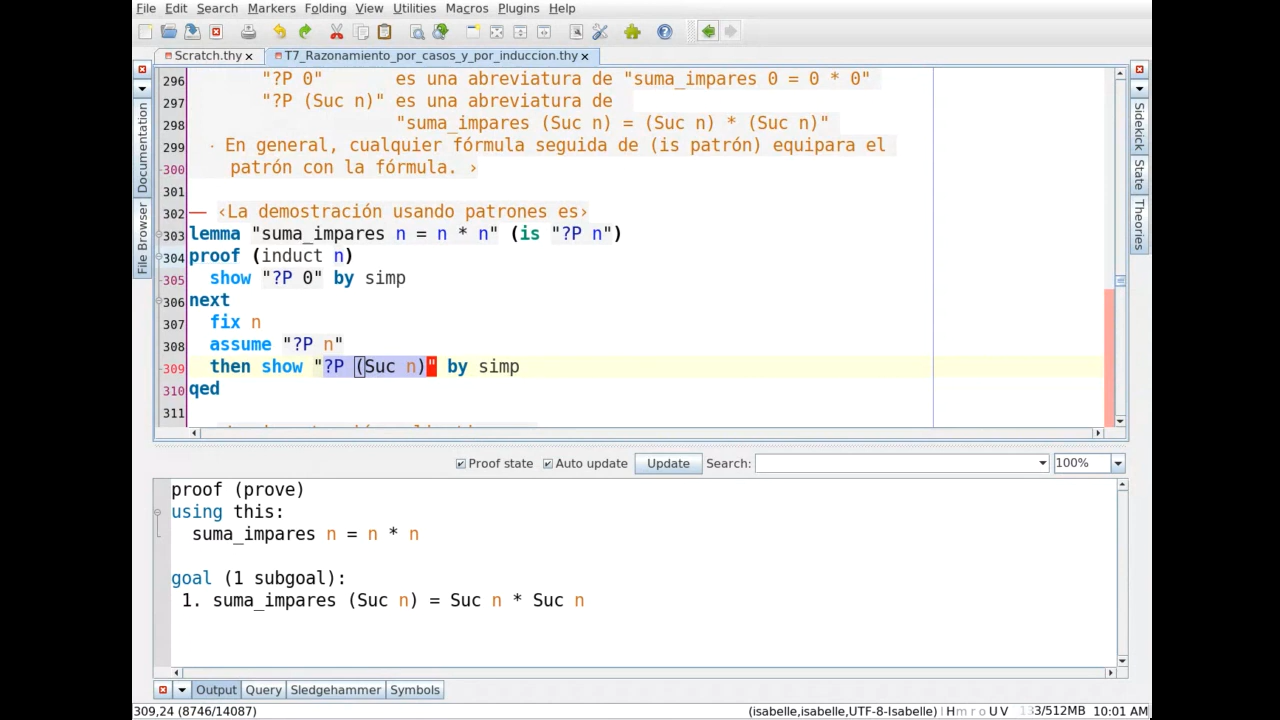 File Edit Search Markers Folding View Utilities Macros Plugins Help
Scratch.thy T7_Razonamiento_por_casos_y_por_induccion.thy
Documentation
File Browser
Sidekick
State
Theories
296 "?P 0" es una abreviatura de "suma_impares 0 = 0 * 0"
297 "?P (Suc n)" es una abreviatura de
298 "suma_impares (Suc n) = (Suc n) * (Suc n)"
299 · En general, cualquier fórmula seguida de (is patrón) equipara el
300 patrón con la fórmula. ›
301
302 — ‹La demostración usando patrones es›
303 lemma "suma_impares n = n * n" (is "?P n")
304 proof (induct n)
305 show "?P 0" by simp
306 next
307 fix n
308 assume "?P n"
309 then show "?P (Suc n)" by simp
310 qed
311
Proof state Auto update Update Search: 100%
proof (prove)
using this:
suma_impares n = n * n
goal (1 subgoal):
1. suma_impares (Suc n) = Suc n * Suc n
Output Query Sledgehammer Symbols
309,24 (8746/14087) (isabelle,isabelle,UTF-8-Isabelle) | H m r o U V 3/512MB 10:01 AM